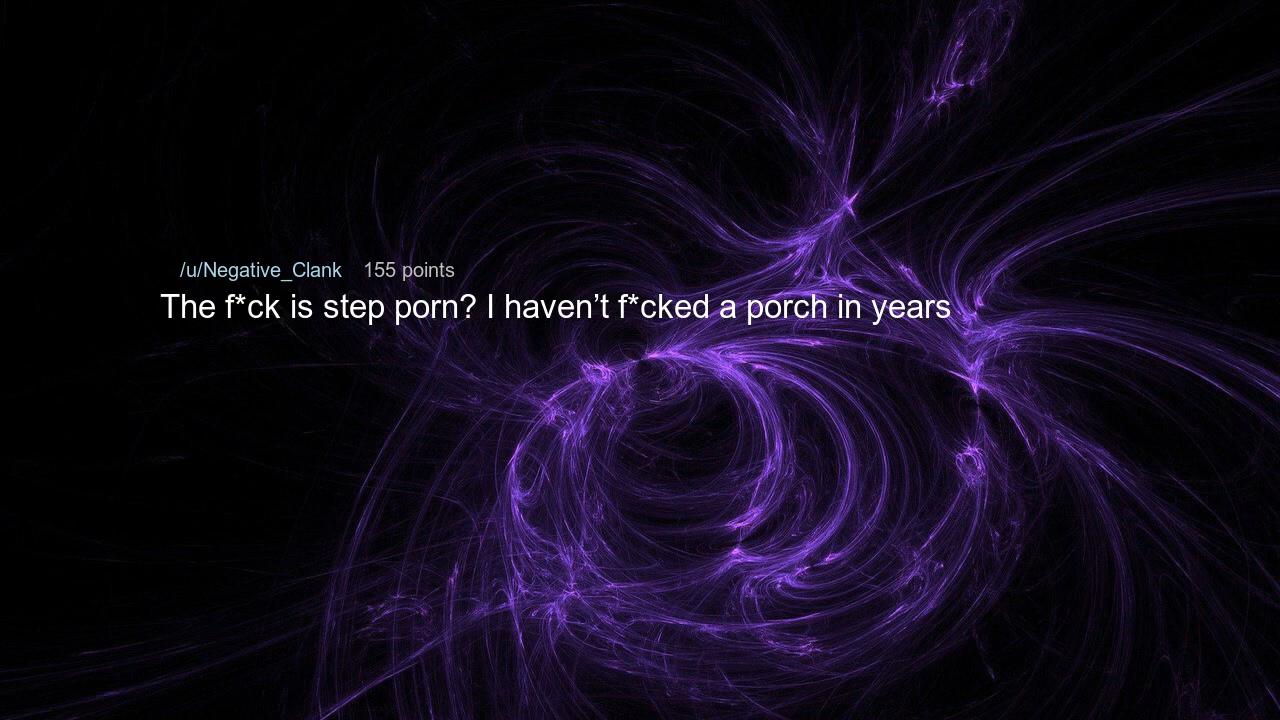 /u/Negative_Clank 155 points
The f*ck is step porn? I haven’t f*cked a porch in years